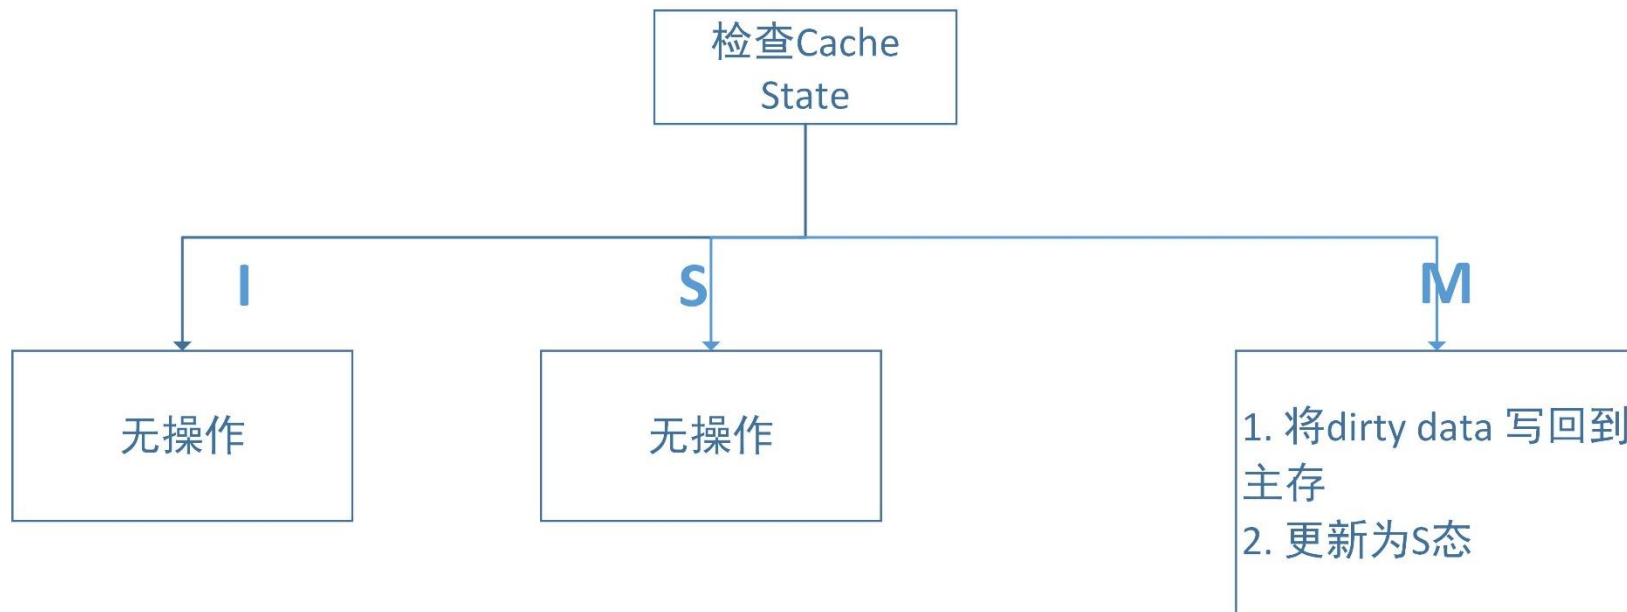 检查Cache
State
I
S
M
无操作
无操作
1. 将dirty data 写回到
主存
2. 更新为S态